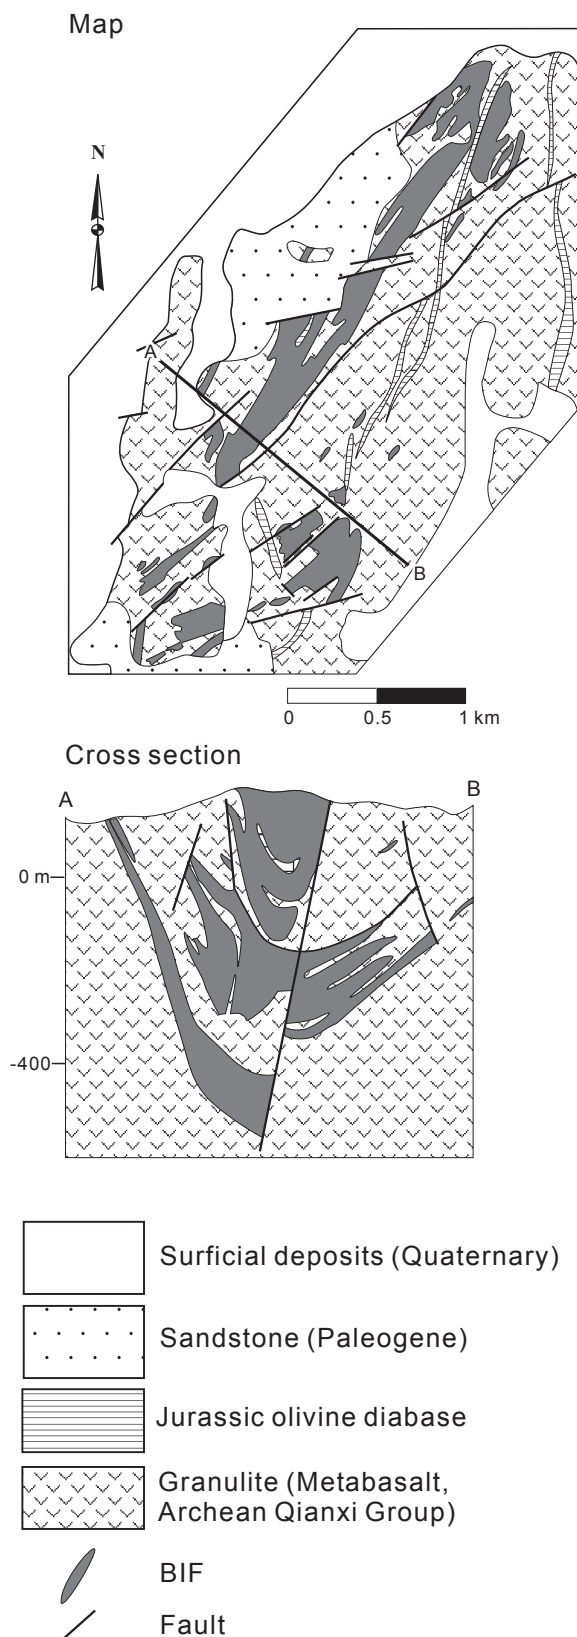 Map
N
A
B
0 0.5 1 km
Cross section
A B
0 m
-400
Surficial deposits (Quaternary)
Sandstone (Paleogene)
Jurassic olivine diabase
Granulite (Metabasalt,
Archean Qianxi Group)
BIF
Fault